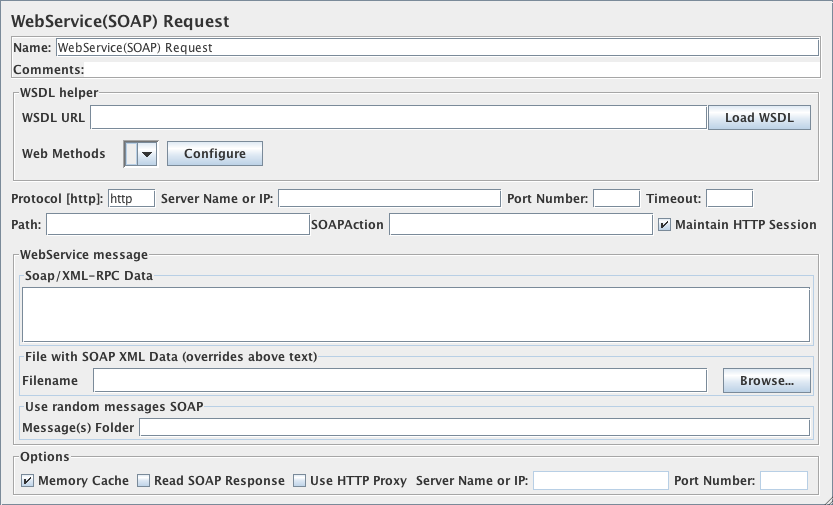 WebService(SOAP) Request
Name: WebService(SOAP) Request
Comments:
WSDL helper
WSDL URL Load WSDL
Web Methods Configure
Protocol [http]: http Server Name or IP: Port Number: Timeout:
Path: SOAPAction Maintain HTTP Session
WebService message
Soap/XML-RPC Data
File with SOAP XML Data (overrides above text)
Filename Browse...
Use random messages SOAP
Message(s) Folder
Options
Memory Cache Read SOAP Response Use HTTP Proxy Server Name or IP: Port Number: